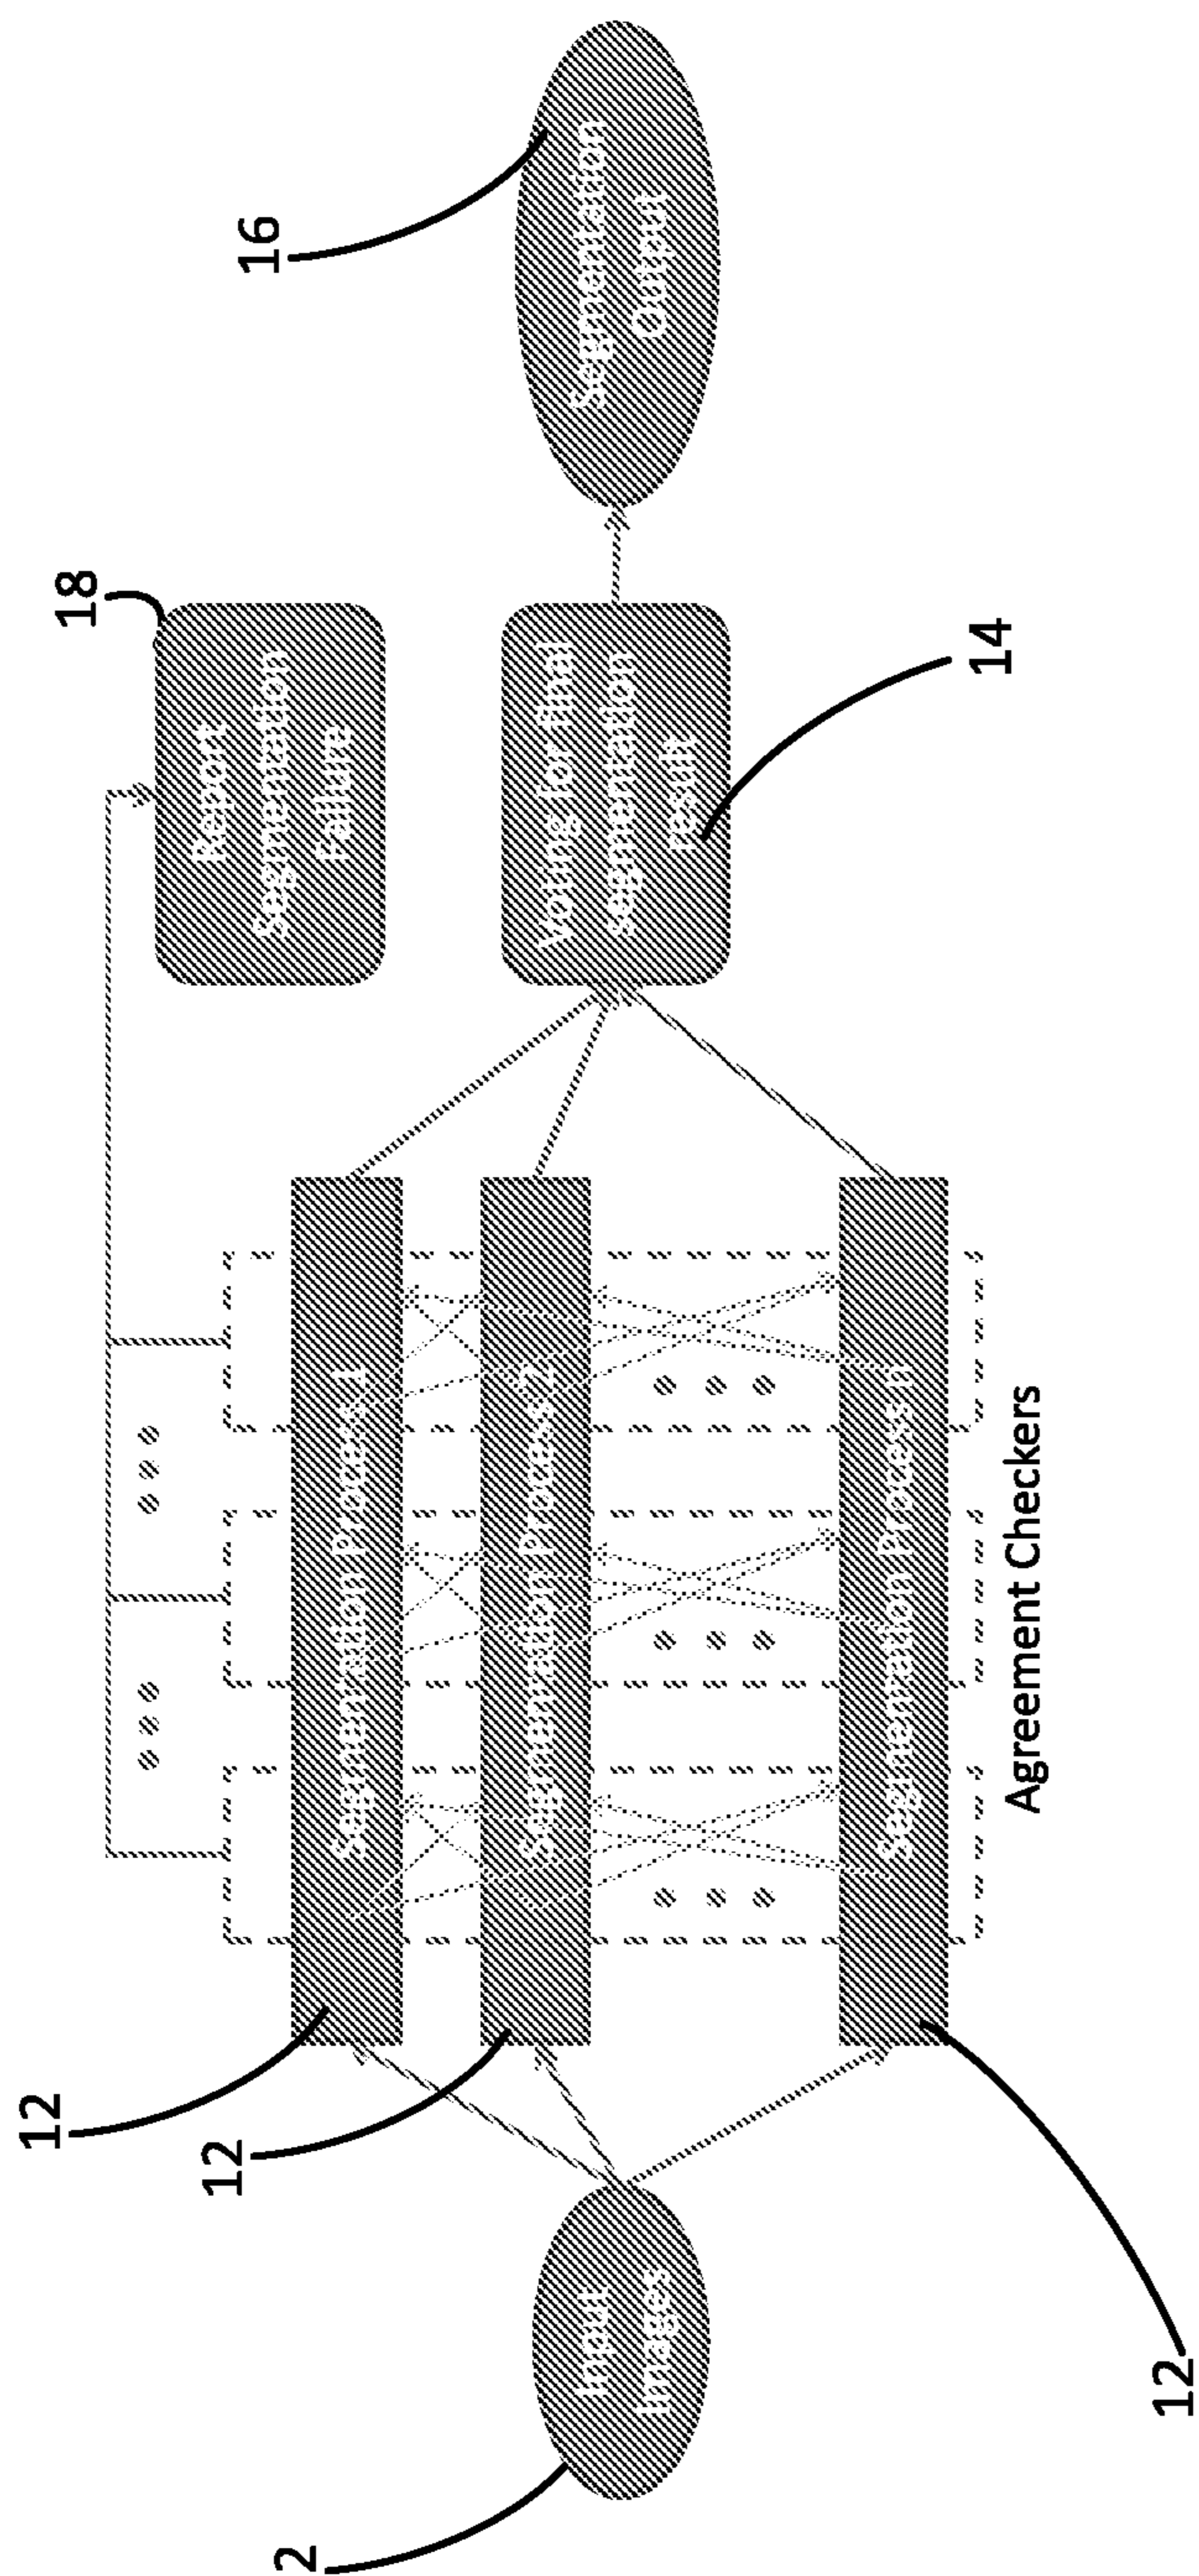 2
Input
Images
12
12
12
Segmentation Process 1
Segmentation Process 2
Segmentation Process n
Agreement Checkers
18
Report
Segmentation
Failure
Voting for final
segmentation
result
14
16
Segmentation
Output